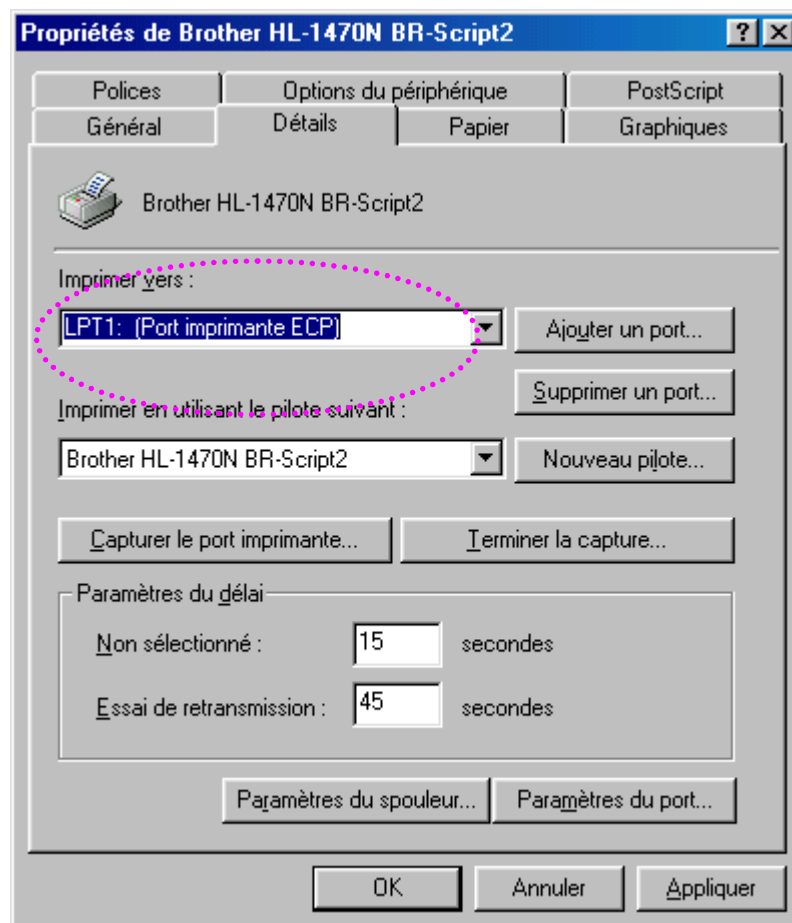 Propriétés de Brother HL-1470N BR-Script2
Polices Options du périphérique PostScript
Général Détails Papier Graphiques
Brother HL-1470N BR-Script2
Imprimer vers :
LPT1: (Port imprimante ECP) Ajouter un port...
Supprimer un port...
Imprimer en utilisant le pilote suivant :
Brother HL-1470N BR-Script2 Nouveau pilote...
Capturer le port imprimante... Terminer la capture...
Paramètres du délai
Non sélectionné : 15 secondes
Essai de retransmission : 45 secondes
Paramètres du spouleur... Paramètres du port...
OK Annuler Appliquer